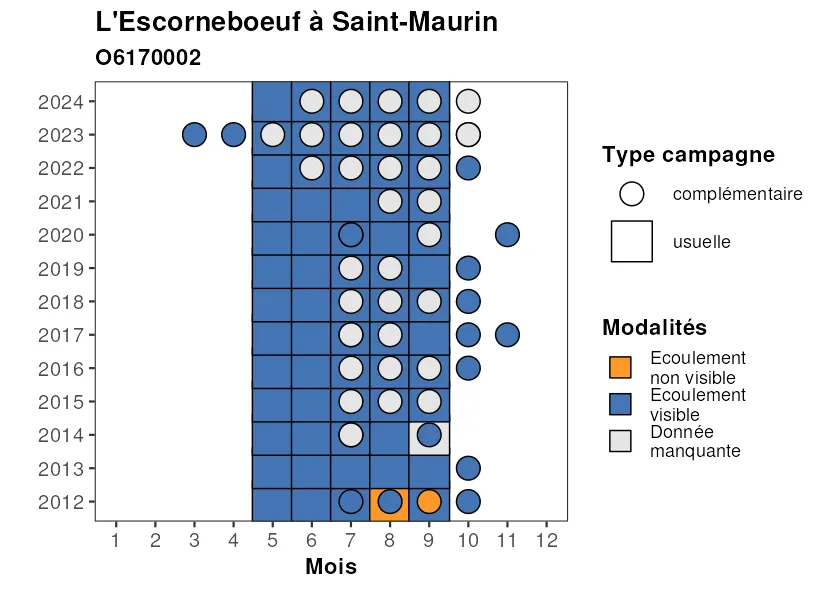 L'Escorneboeuf à Saint-Maurin
O6170002
2024
2023
2022
2021
2020
2019
2018
2017
2016
2015
2014
2013
2012
1 2 3 4 5 6 7 8 9 10 11 12
Mois
Type campagne
complémentaire
usuelle
Modalités
Ecoulement
non visible
Ecoulement
visible
Donnée
manquante